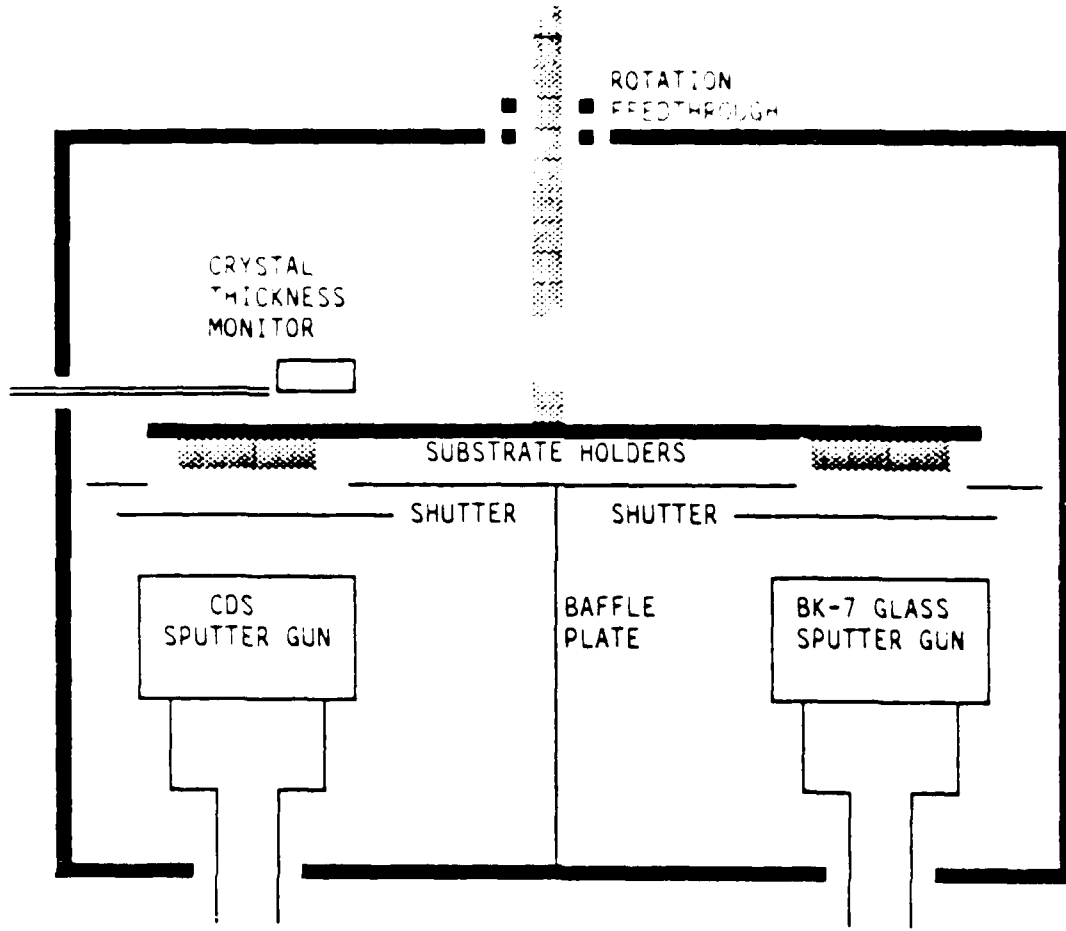 ROTATION
FEEDTHROUGH
CRYSTAL
THICKNESS
MONITOR
SUBSTRATE HOLDERS
SHUTTER
SHUTTER
CDS
SPUTTER GUN
BAFFLE
PLATE
BK-7 GLASS
SPUTTER GUN